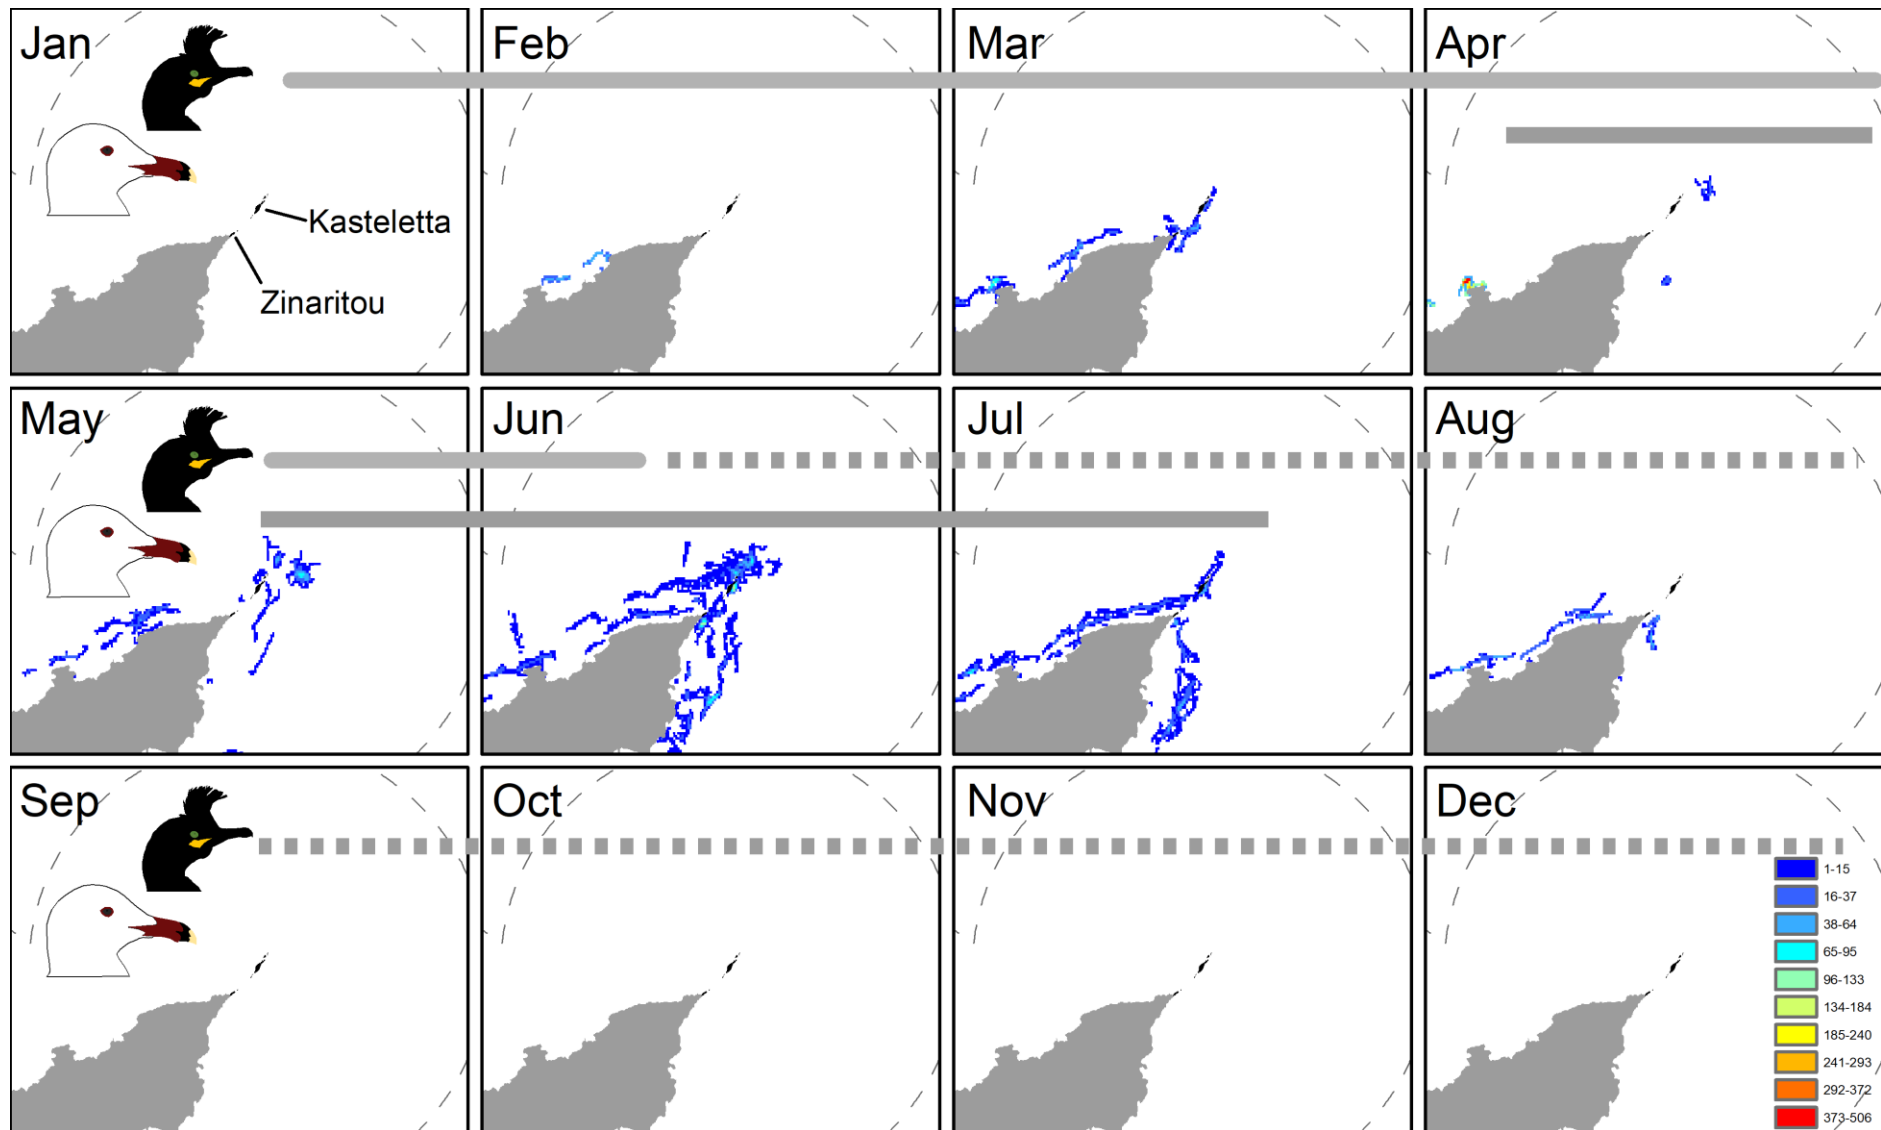 Jan
Feb
Mar
Apr
Kasteletta
Zinaritou
May
Jun
Jul
Aug
Sep
Oct
Nov
Dec
1-15
16-37
38-64
65-95
96-133
134-184
185-240
241-293
292-372
373-506